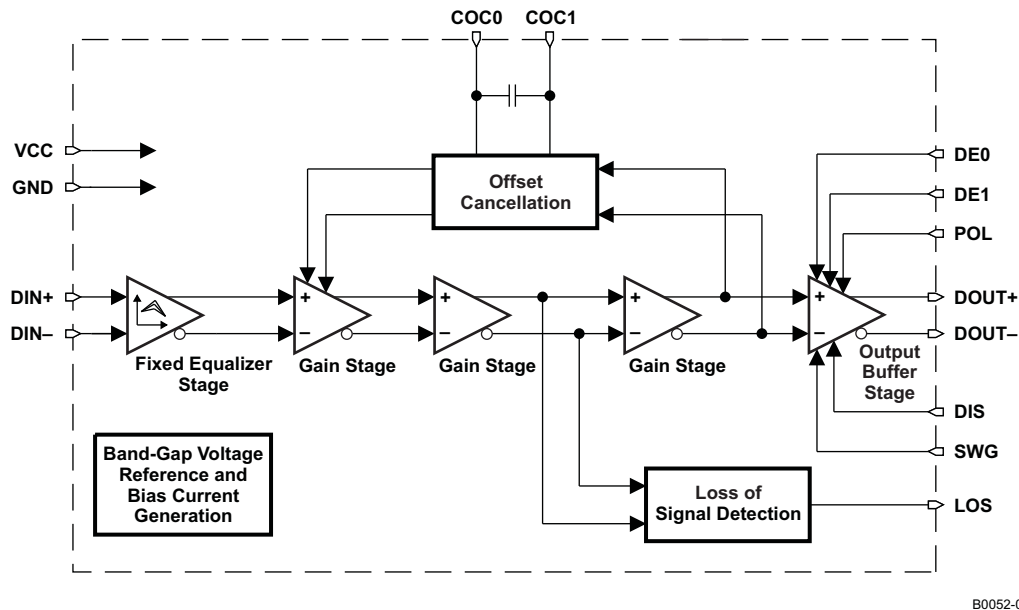 COC0 COC1
VCC
GND
Offset
Cancellation
DE0
DE1
POL
DIN+
DIN–
+
–
+
–
+
–
+
–
DOUT+
DOUT–
Fixed Equalizer
Stage
Gain Stage
Gain Stage
Gain Stage
Output
Buffer
Stage
DIS
SWG
Band-Gap Voltage
Reference and
Bias Current
Generation
Loss of
Signal Detection
LOS